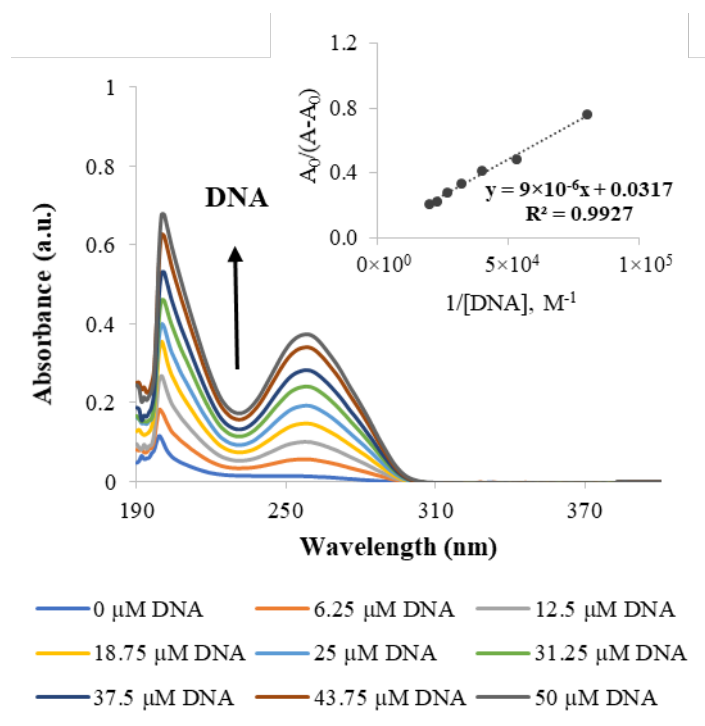 1.2
0.8
0.4
0.0
A₀/(A-A₀)
y = 9×10⁻⁶x + 0.0317
R² = 0.9927
0×10⁰
5×10⁴
1×10⁵
1/[DNA], M⁻¹
1
0.8
0.6
0.4
0.2
0
Absorbance (a.u.)
DNA
190
250
310
370
Wavelength (nm)
0 μM DNA
6.25 μM DNA
12.5 μM DNA
18.75 μM DNA
25 μM DNA
31.25 μM DNA
37.5 μM DNA
43.75 μM DNA
50 μM DNA